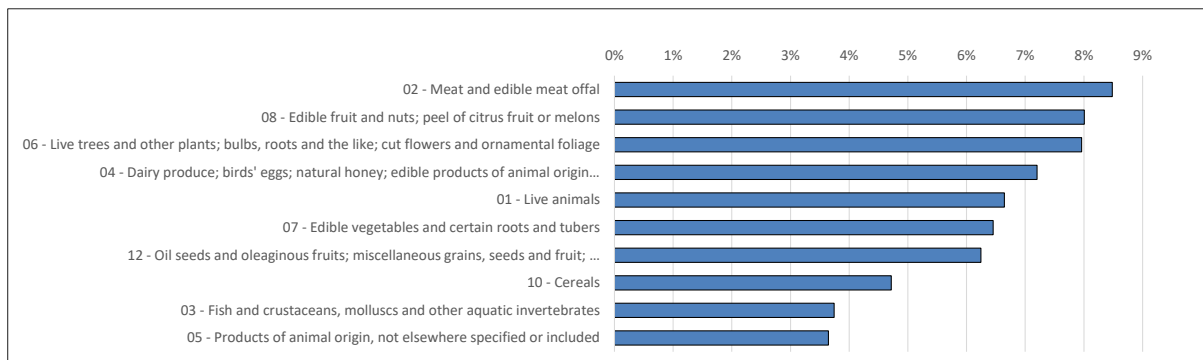 0% 1% 2% 3% 4% 5% 6% 7% 8% 9%
02 - Meat and edible meat offal
08 - Edible fruit and nuts; peel of citrus fruit or melons
06 - Live trees and other plants; bulbs, roots and the like; cut flowers and ornamental foliage
04 - Dairy produce; birds' eggs; natural honey; edible products of animal origin…
01 - Live animals
07 - Edible vegetables and certain roots and tubers
12 - Oil seeds and oleaginous fruits; miscellaneous grains, seeds and fruit; …
10 - Cereals
03 - Fish and crustaceans, molluscs and other aquatic invertebrates
05 - Products of animal origin, not elsewhere specified or included